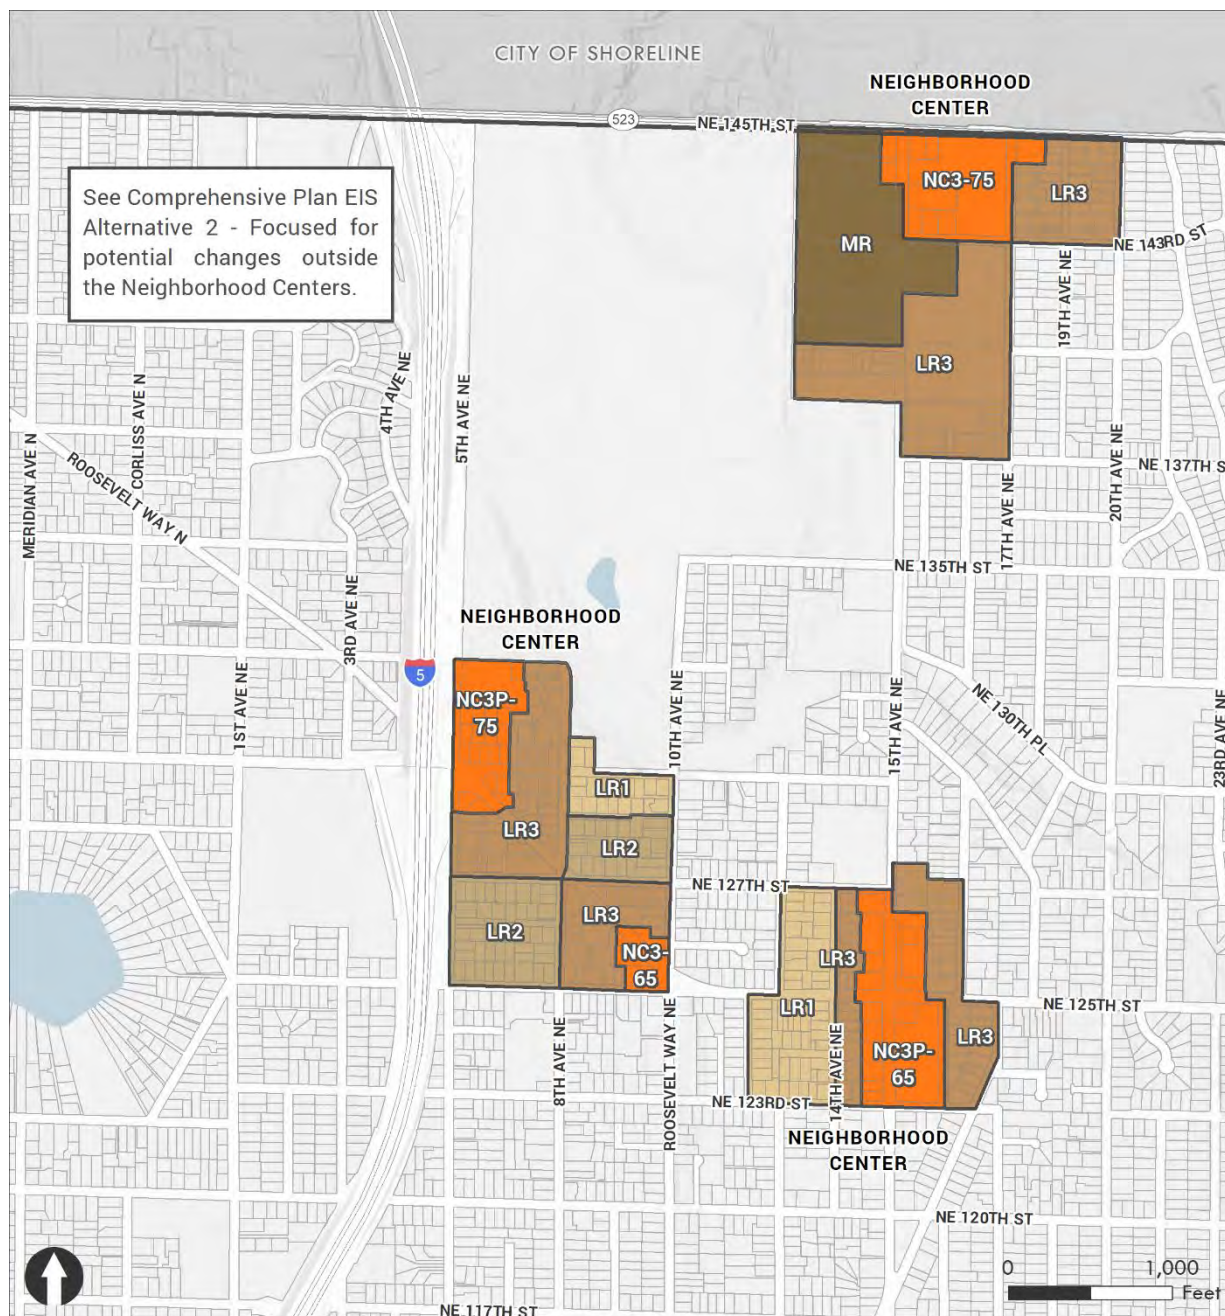 CITY OF SHORELINE
NEIGHBORHOOD
CENTER
523
NE 145TH ST
NC3-75
LR3
See Comprehensive Plan EIS
Alternative 2 - Focused for
potential changes outside
the Neighborhood Centers.
MR
NE 143RD ST
19TH AVE NE
LR3
4TH AVE NE
5TH AVE NE
CORLISS AVE N
MERIDIAN AVE N
ROOSEVELT WAY N
20TH AVE NE
NE 137TH S
17TH AVE NE
NE 135TH ST
3RD AVE NE
NEIGHBORHOOD
CENTER
5
1ST AVE NE
NC3P-
75
10TH AVE NE
15TH AVE NE
NE 130TH PL
23RD AVE NE
LR1
LR3
LR2
NE 127TH ST
LR3
LR2
NC3-
65
LR3
LR1
NE 125TH ST
NC3P-
65
LR3
8TH AVE NE
ROOSEVELT WAY NE
NE 123RD ST
14TH AVE NE
NEIGHBORHOOD
CENTER
NE 120TH ST
0 1,000
Feet
NE 117TH ST